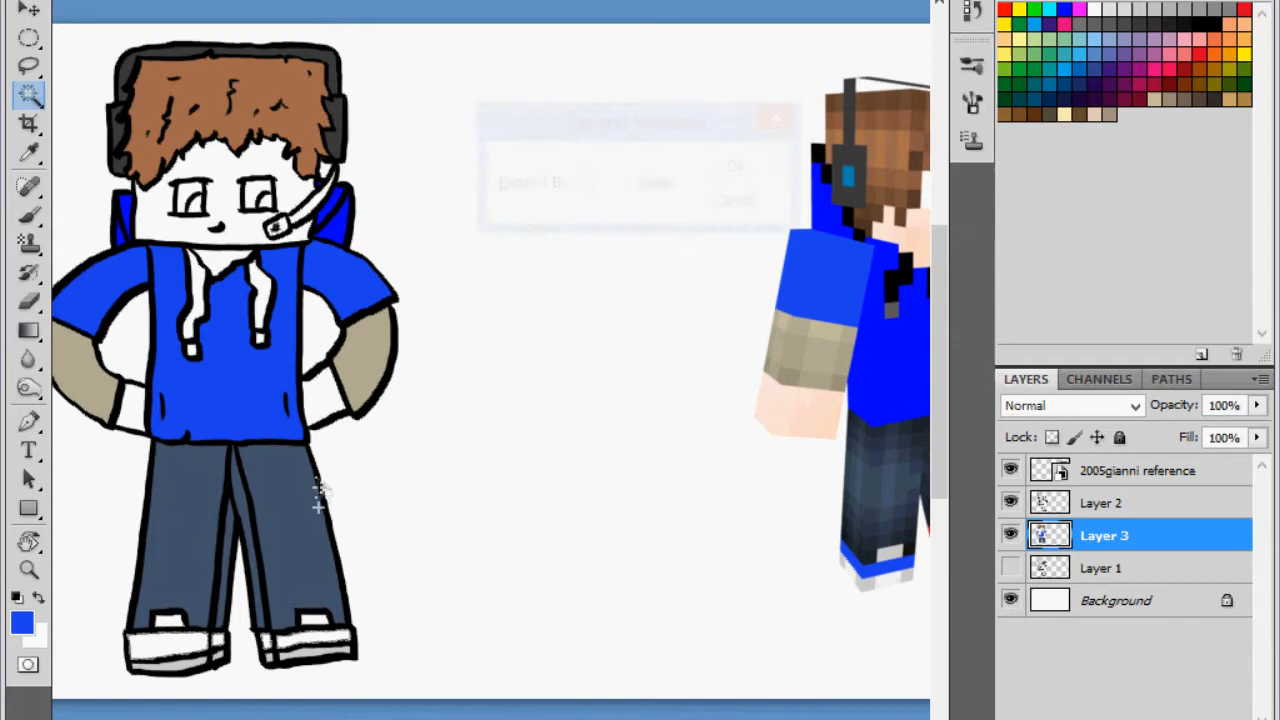 LAYERS CHANNELS PATHS
Normal Opacity: 100%
Lock: Fill: 100%
2005gianni reference
Layer 2
Layer 3
Layer 1
Background
T